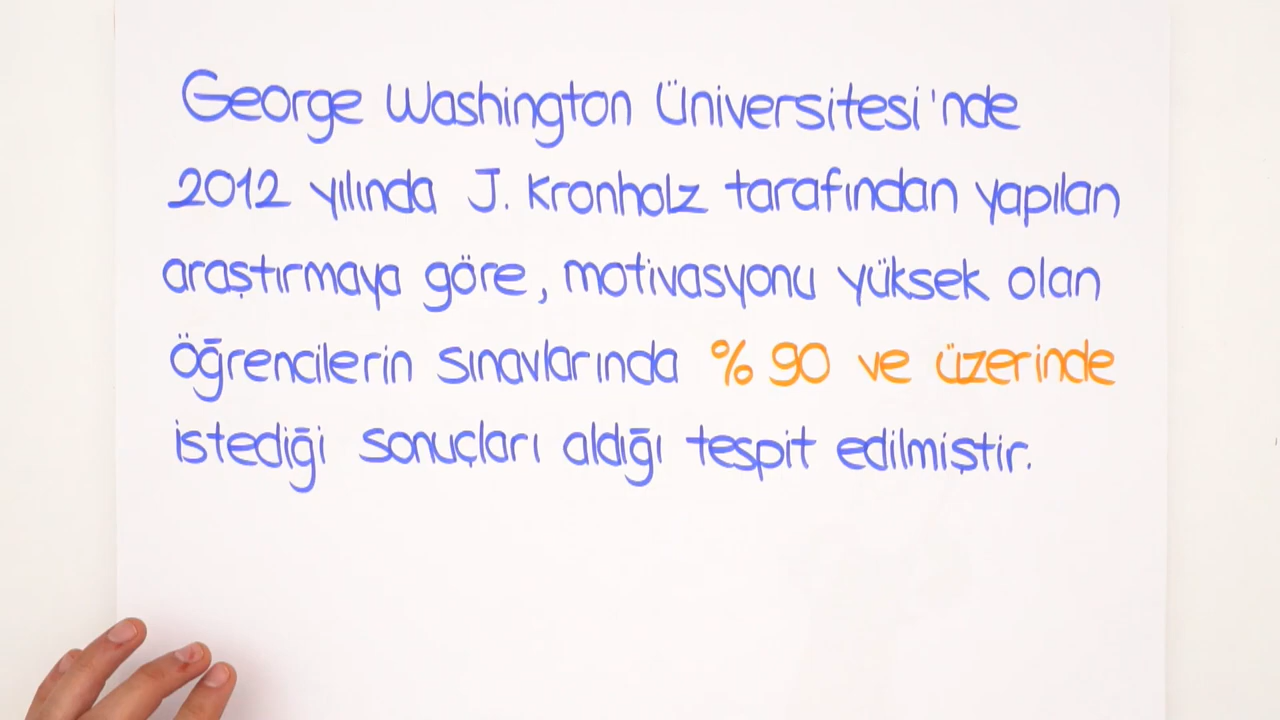 George Washington Üniversitesi'nde
2012 yılında J. Kronholz tarafından yapılan
araştırmaya göre, motivasyonu yüksek olan
öğrencilerin sınavlarında %90 ve üzerinde
istediği sonuçları aldığı tespit edilmiştir.